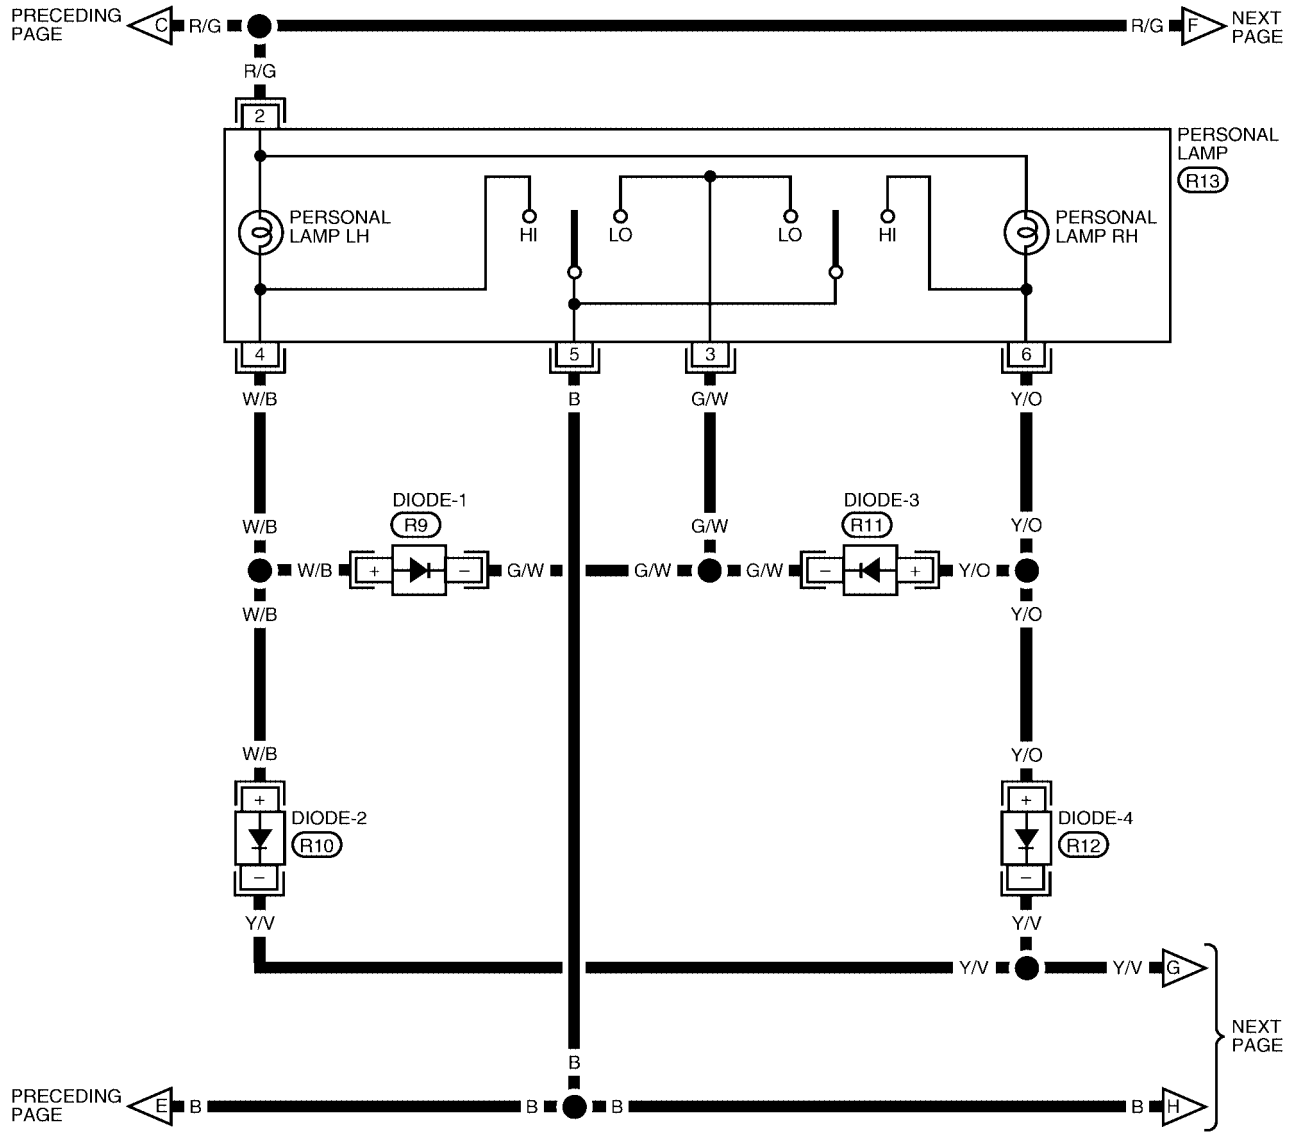 PRECEDING
PAGE
C
R/G
R/G
F
NEXT
PAGE
R/G
2
PERSONAL
LAMP
R13
PERSONAL
LAMP LH
HI
LO
LO
HI
PERSONAL
LAMP RH
4
5
3
6
W/B
B
G/W
Y/O
DIODE-1
R9
DIODE-3
R11
W/B
G/W
Y/O
W/B
+
−
G/W
G/W
G/W
−
+
Y/O
W/B
Y/O
W/B
Y/O
+
DIODE-2
R10
−
+
DIODE-4
R12
−
Y/V
Y/V
Y/V
Y/V
G
NEXT
PAGE
B
PRECEDING
PAGE
E
B
B
B
B
H